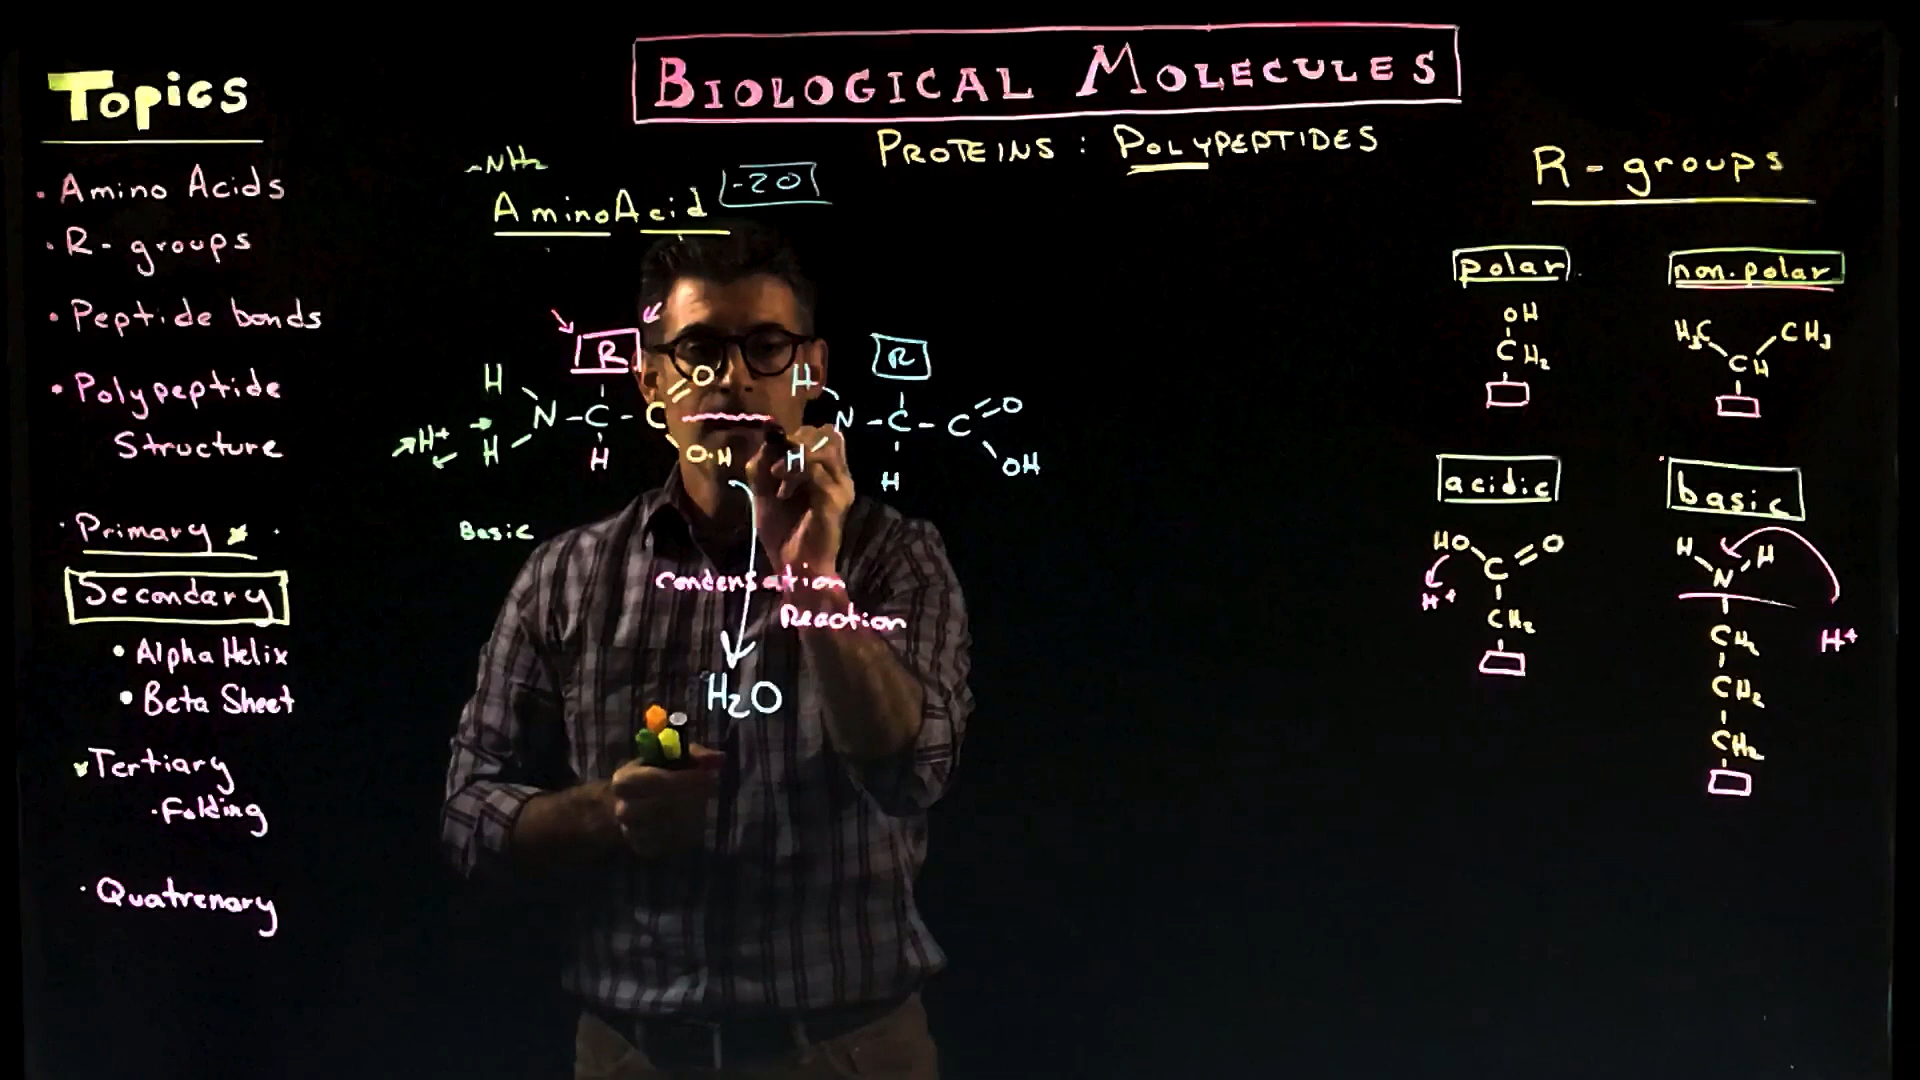 BIOLOGICAL MOLECULES
PROTEINS : POLYPEPTIDES
Topics
• Amino Acids
• R-groups
• Peptide bonds
• Polypeptide
Structure
• Primary
Secondary
• Alpha Helix
• Beta Sheet
Tertiary
• Folding
• Quatrenary
-NH2
Amino Acid
-20
R
H
N-C-C
O
H+
H
H
O-H
Basic
R
H
N-C-C
O
H
H
OH
Condensation
Reaction
H2O
R-groups
polar
OH
CH2
non-polar
H3C
CH3
CH
acidic
HO
O
C
H+
CH2
basic
H
H
N
CH2
H+
CH2
CH2